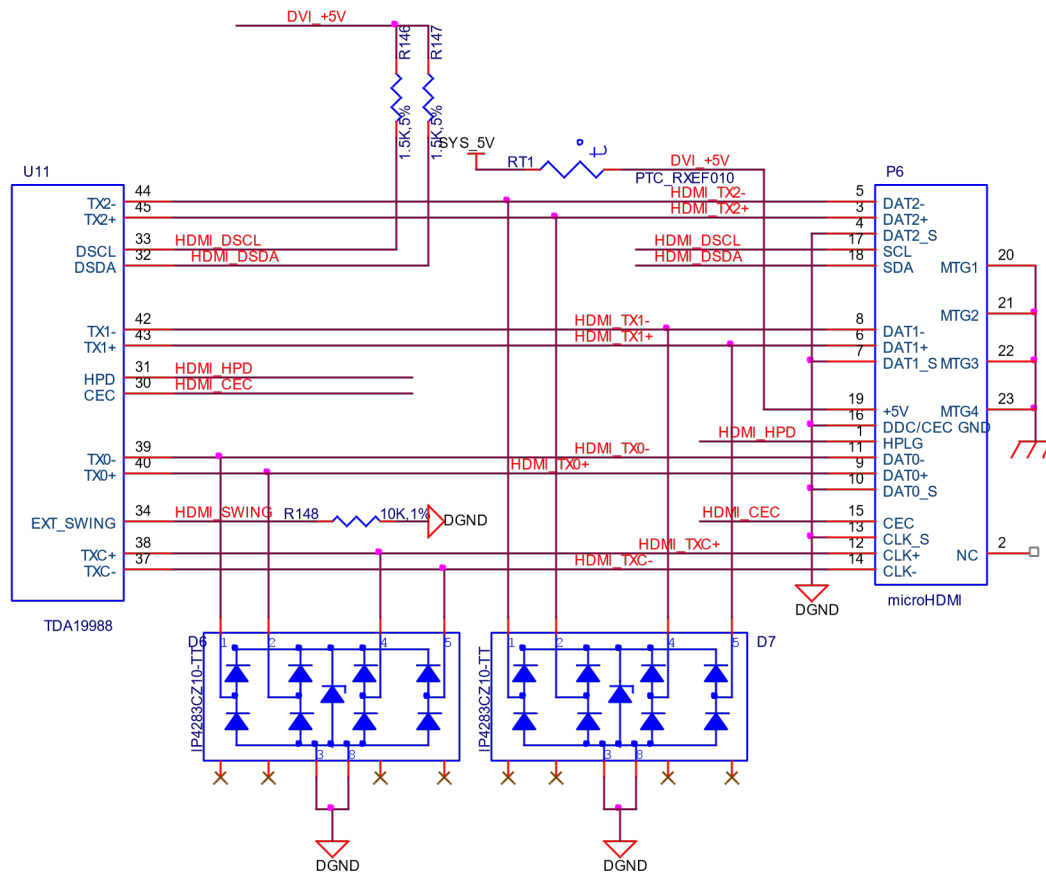 DVI_+5V
R146
R147
1.5K,5%
1.5K,5%
SYS_5V
RT1
t
PTC_RXEF010
DVI_+5V
U11
P6
44
TX2-
HDMI_TX2-
5
DAT2-
45
TX2+
HDMI_TX2+
3
DAT2+
4
DAT2_S
33
DSCL
HDMI_DSCL
HDMI_DSCL
17
SCL
32
DSDA
HDMI_DSDA
HDMI_DSDA
18
SDA
MTG1
20
MTG2
21
42
TX1-
HDMI_TX1-
8
DAT1-
43
TX1+
HDMI_TX1+
6
DAT1+
7
DAT1_S
MTG3
22
31
HPD
HDMI_HPD
30
CEC
HDMI_CEC
19
+5V
MTG4
23
16
DDC/CEC GND
HDMI_HPD
1
HPLG
39
TX0-
HDMI_TX0-
11
DAT0-
40
TX0+
HDMI_TX0+
9
DAT0+
10
DAT0_S
34
EXT_SWING
HDMI_SWING
R148
10K,1%
DGND
HDMI_CEC
15
CEC
13
CLK_S
38
TXC+
HDMI_TXC+
12
CLK+
NC
2
37
TXC-
HDMI_TXC-
14
CLK-
DGND
microHDMI
TDA19988
D6
1
2
4
5
IP4283CZ10-TT
3
8
DGND
D7
1
2
4
5
IP4283CZ10-TT
3
8
DGND